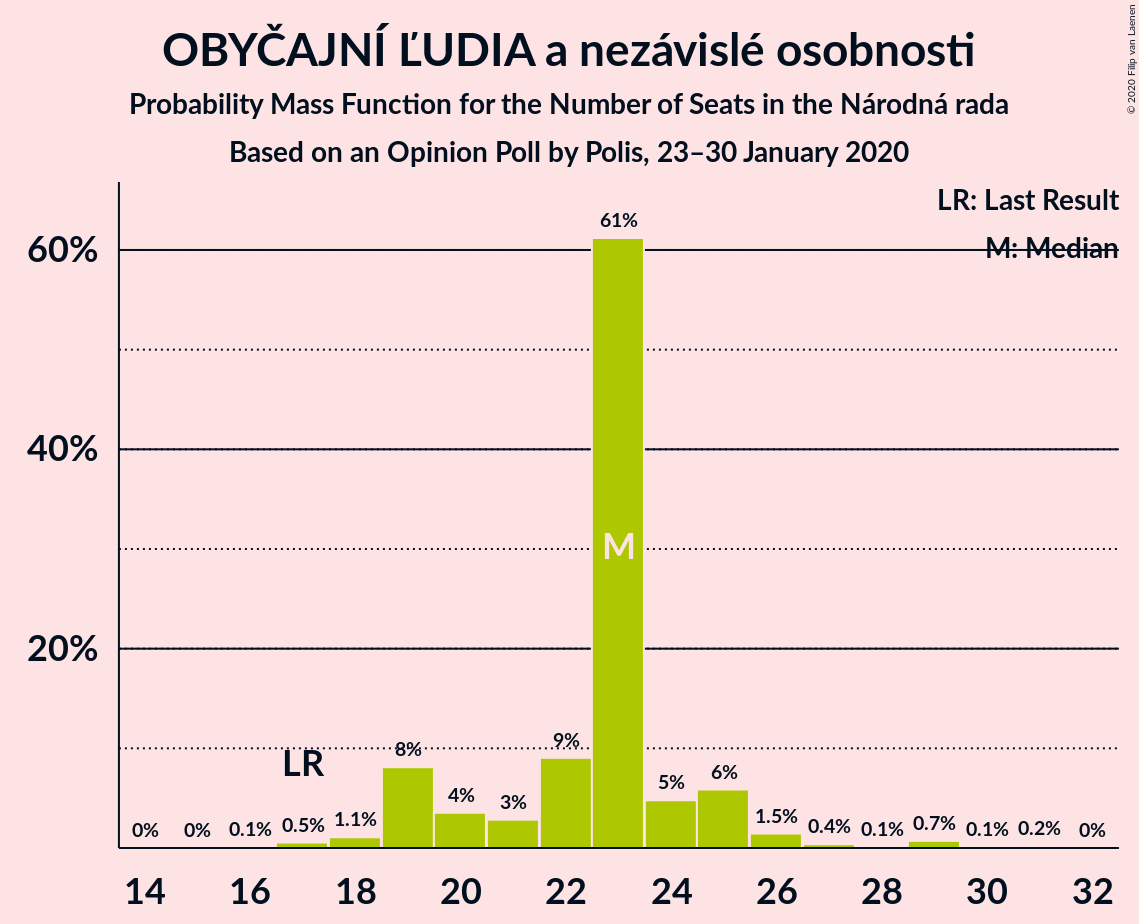 OBYČAJNÍ ĽUDIA a nezávislé osobnosti
Probability Mass Function for the Number of Seats in the Národná rada
Based on an Opinion Poll by Polis, 23–30 January 2020
© 2020 Filip van Laenen
LR: Last Result
M: Median
60%
40%
20%
61%
M
LR
0% 0% 0.1% 0.5% 1.1% 8% 4% 3% 9% 5% 6% 1.5% 0.4% 0.1% 0.7% 0.1% 0.2% 0%
14 16 18 20 22 24 26 28 30 32